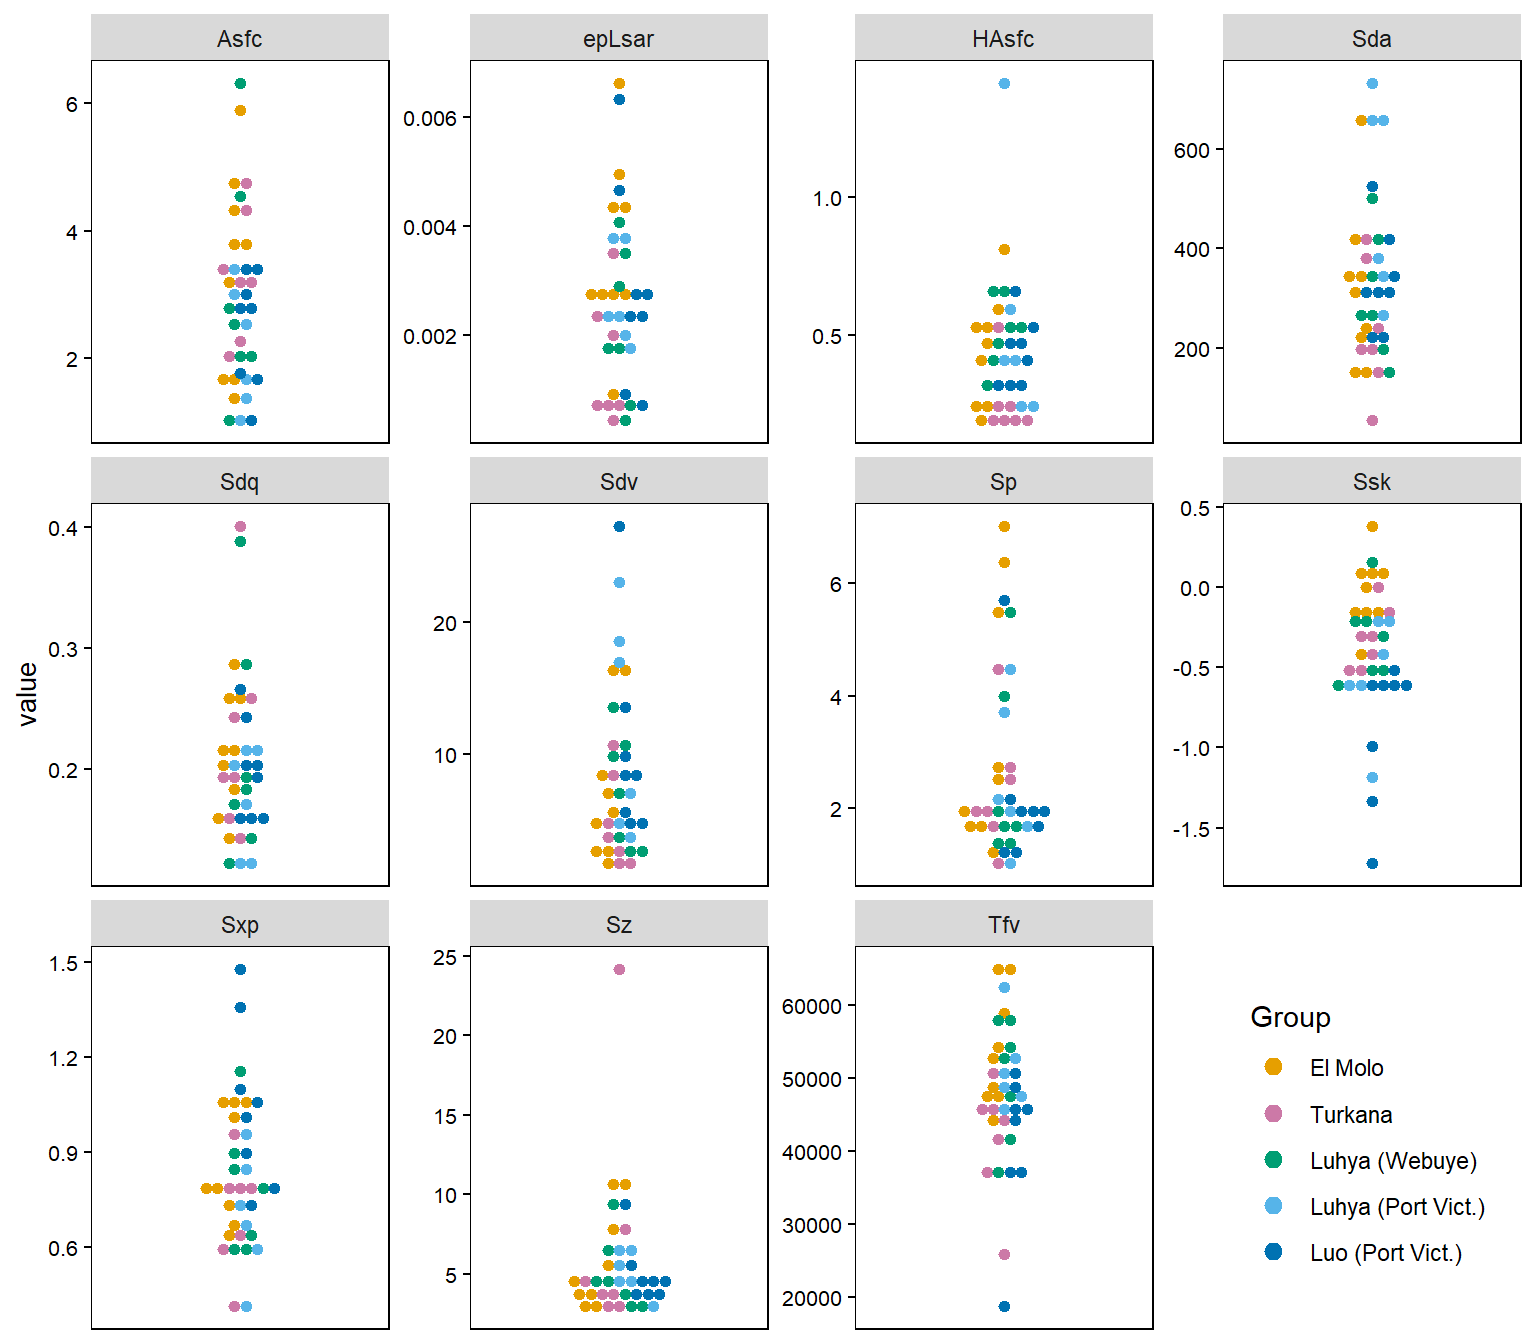 Asfc
epLsar
HAsfc
Sda
6
4
2
0.006
0.004
0.002
1.0
0.5
600
400
200
Sdq
Sdv
Sp
Ssk
0.4
0.3
0.2
20
10
6
4
2
0.5
0.0
-0.5
-1.0
-1.5
value
Sxp
Sz
Tfv
1.5
1.2
0.9
0.6
25
20
15
10
5
60000
50000
40000
30000
20000
Group
El Molo
Turkana
Luhya (Webuye)
Luhya (Port Vict.)
Luo (Port Vict.)